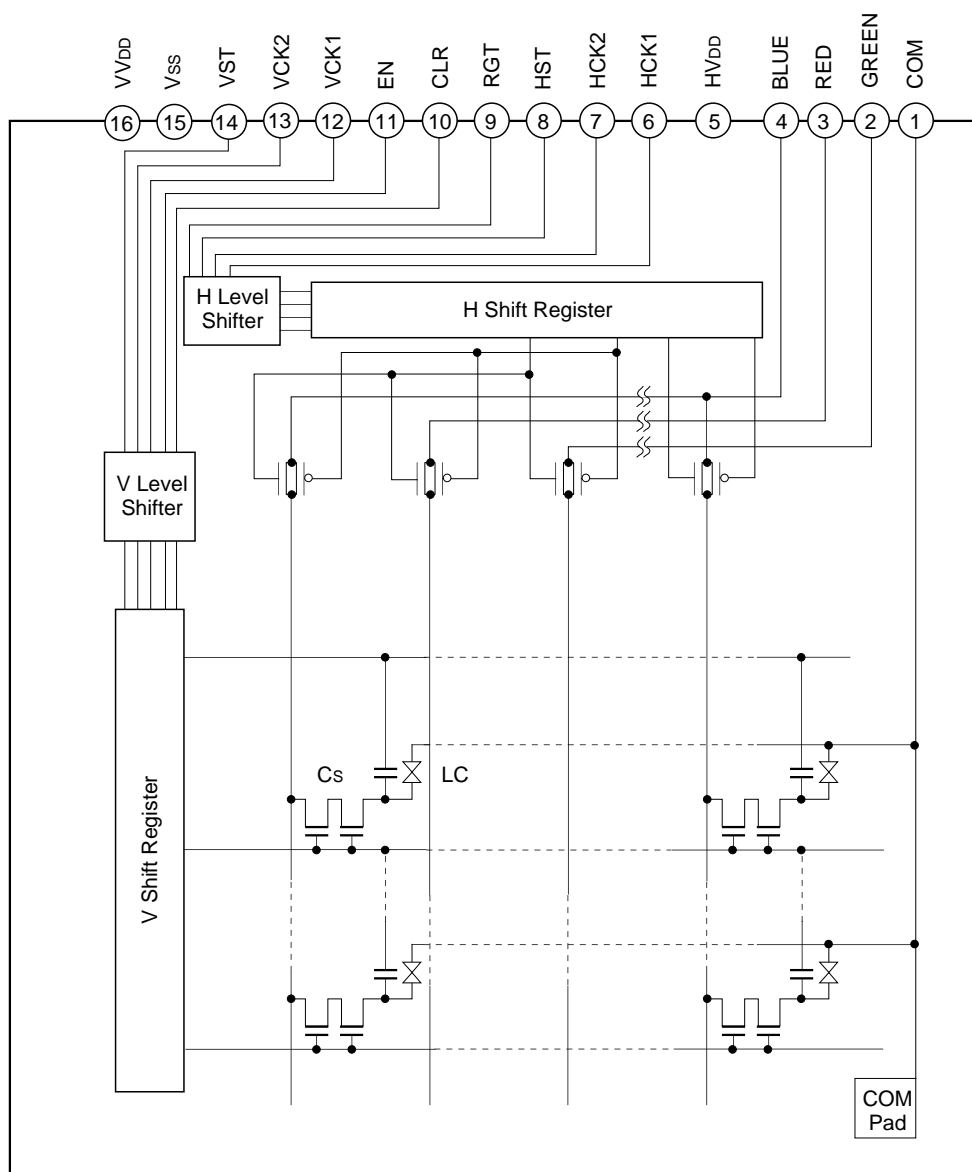 VVDD
VSS
VST
VCK2
VCK1
EN
CLR
RGT
HST
HCK2
HCK1
HVDD
BLUE
RED
GREEN
COM
16
15
14
13
12
11
10
9
8
7
6
5
4
3
2
1
H Level
Shifter
H Shift Register
V Level
Shifter
V Shift Register
Cs
LC
COM
Pad